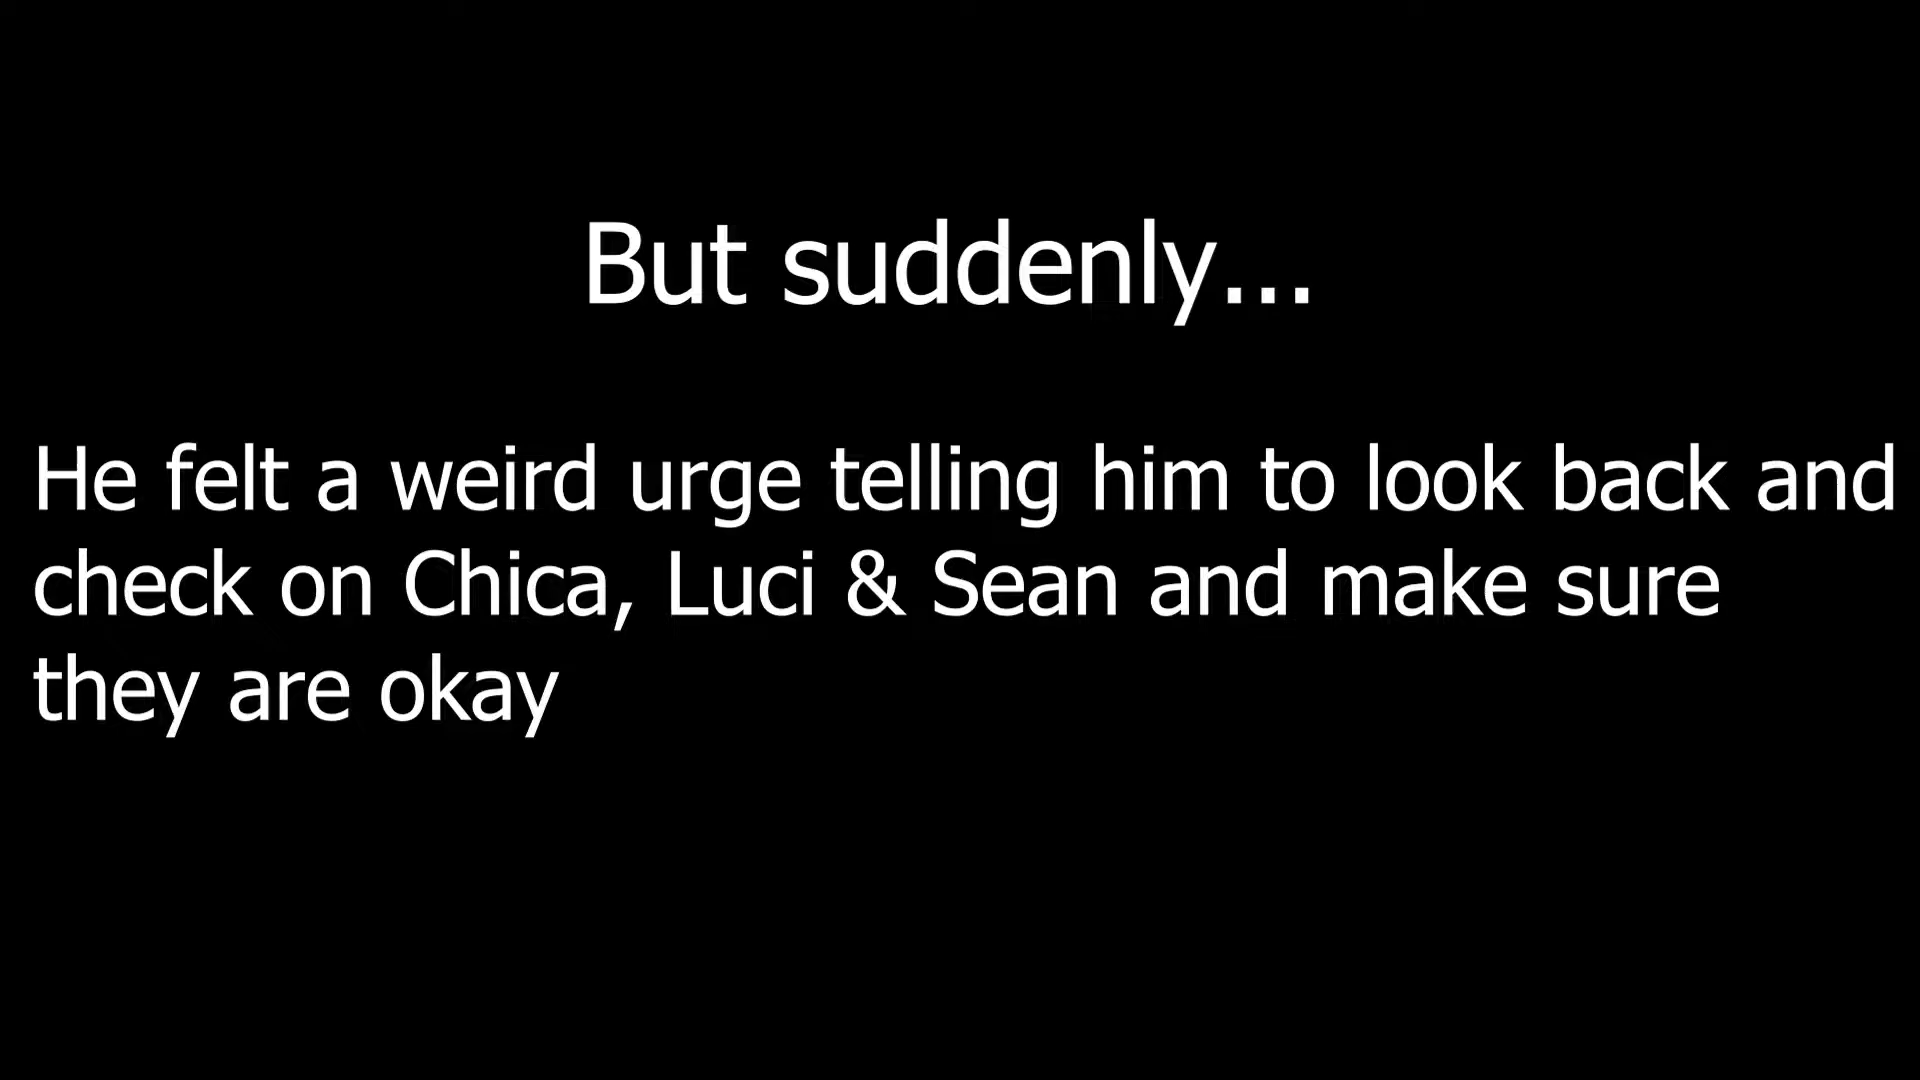 But suddenly...
He felt a weird urge telling him to look back and
check on Chica, Luci & Sean and make sure
they are okay